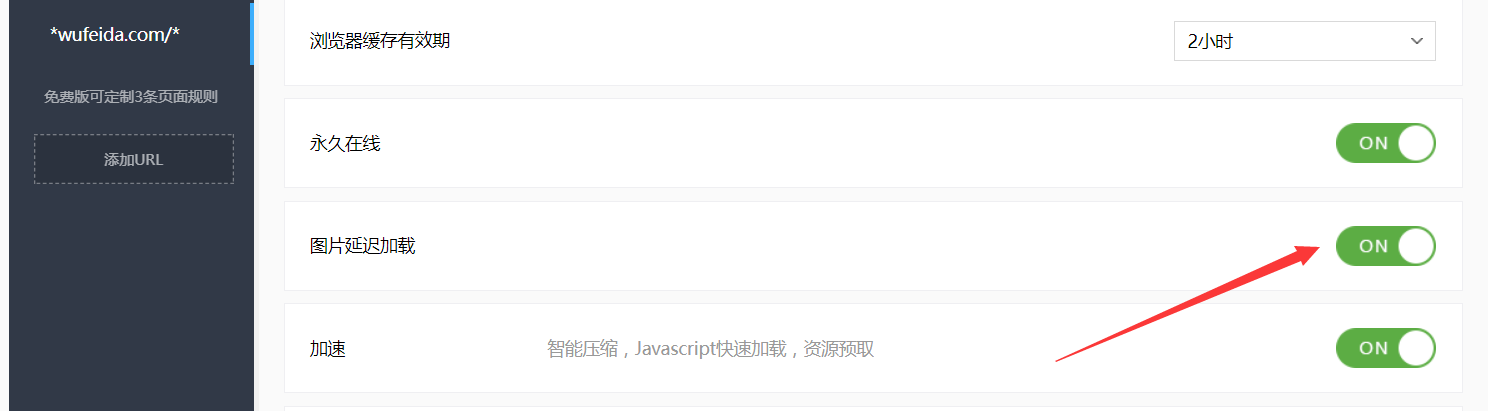 *wufeida.com/*
免费版可定制3条页面规则
添加URL
浏览器缓存有效期
2小时
永久在线
ON
图片延迟加载
ON
加速
智能压缩，Javascript快速加载，资源预取
ON